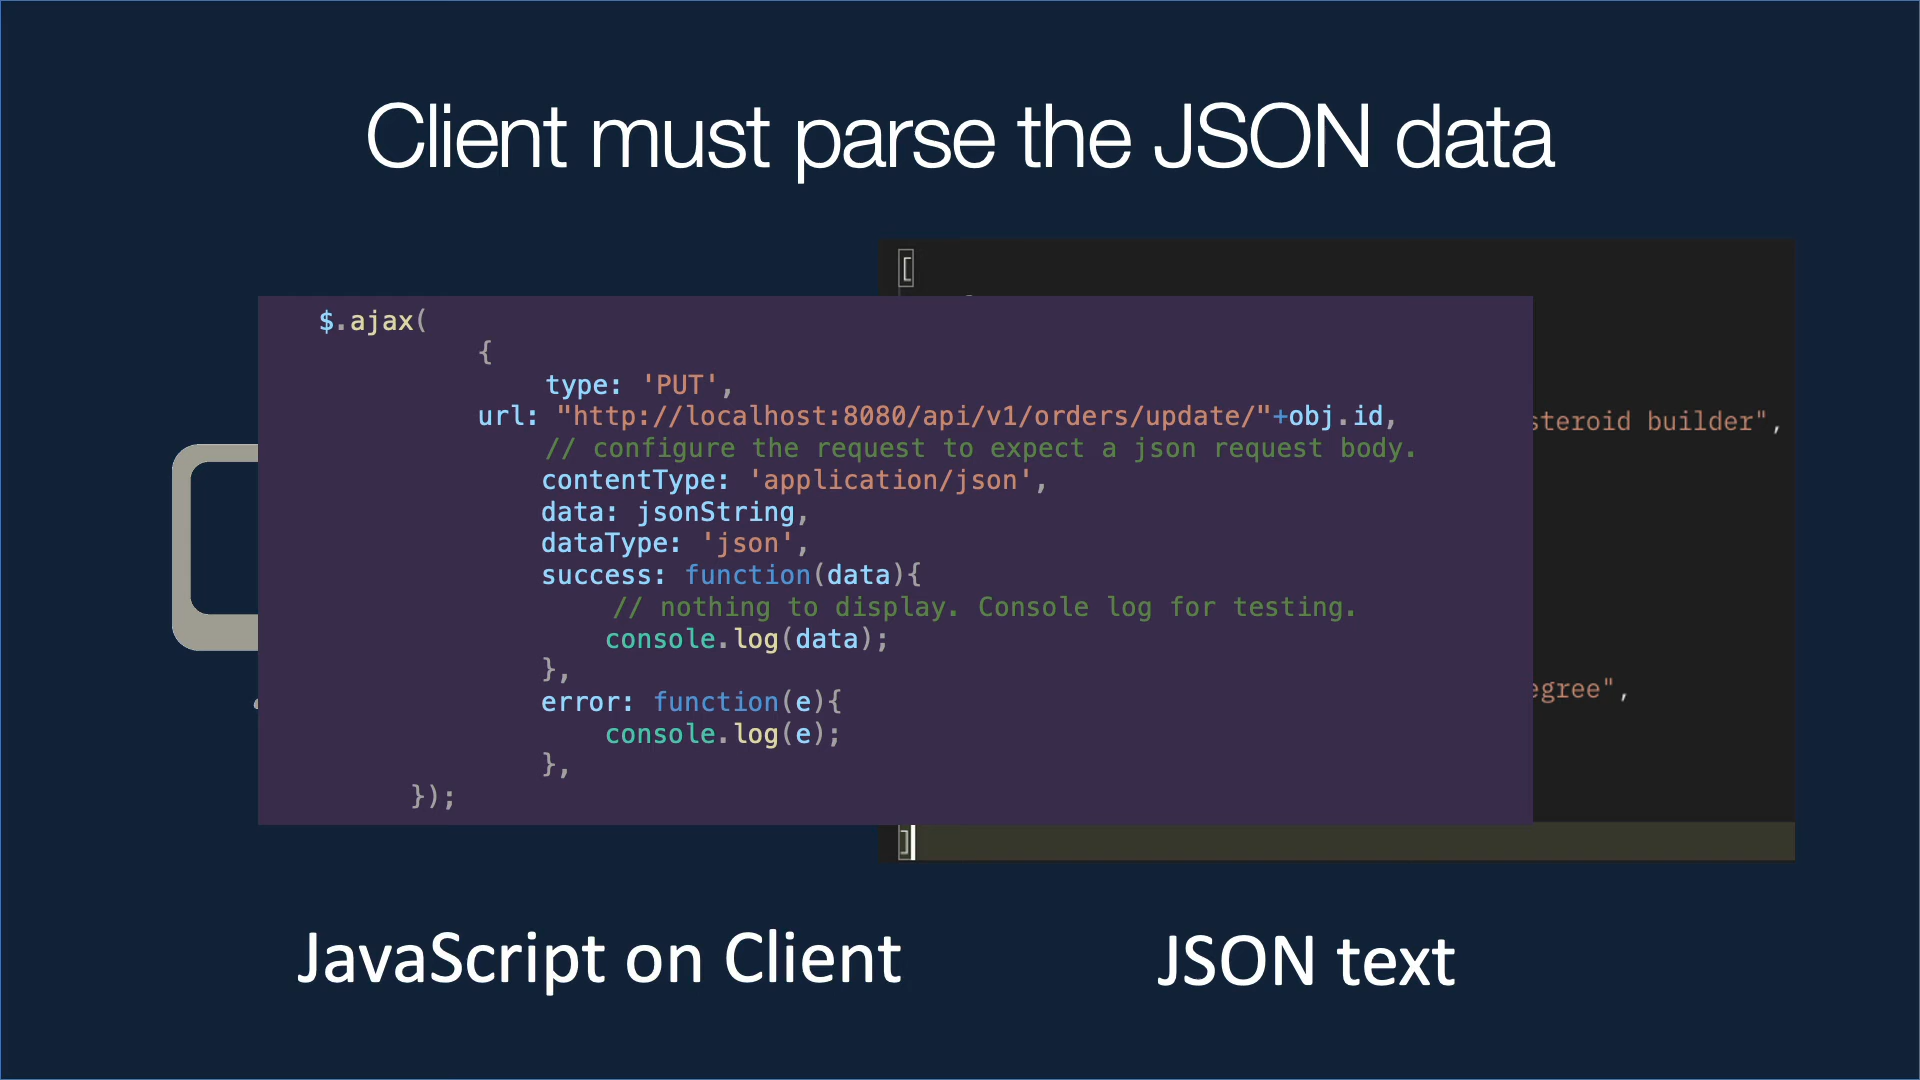 Client must parse the JSON data
[
$.ajax(
{
type: 'PUT',
url: "http://localhost:8080/api/v1/orders/update/"+obj.id,
// configure the request to expect a json request body.
contentType: 'application/json',
data: jsonString,
dataType: 'json',
success: function(data){
// nothing to display. Console log for testing.
console.log(data);
},
error: function(e){
console.log(e);
},
});
builder",
]
JavaScript on Client
JSON text